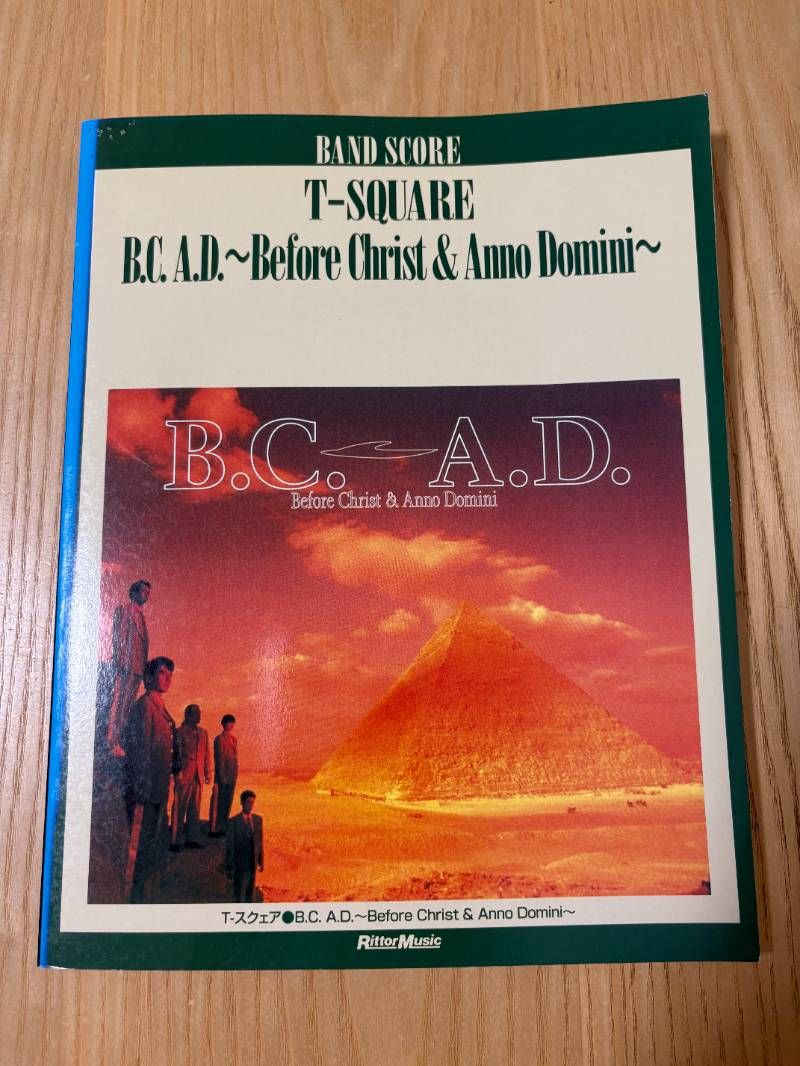 BAND SCORE
T-SQUARE
B.C. A.D.～Before Christ & Anno Domini～
B.C. A.D.
Before Christ & Anno Domini
T-スクェア●B.C. A.D.～Before Christ & Anno Domini～
RittorMusic